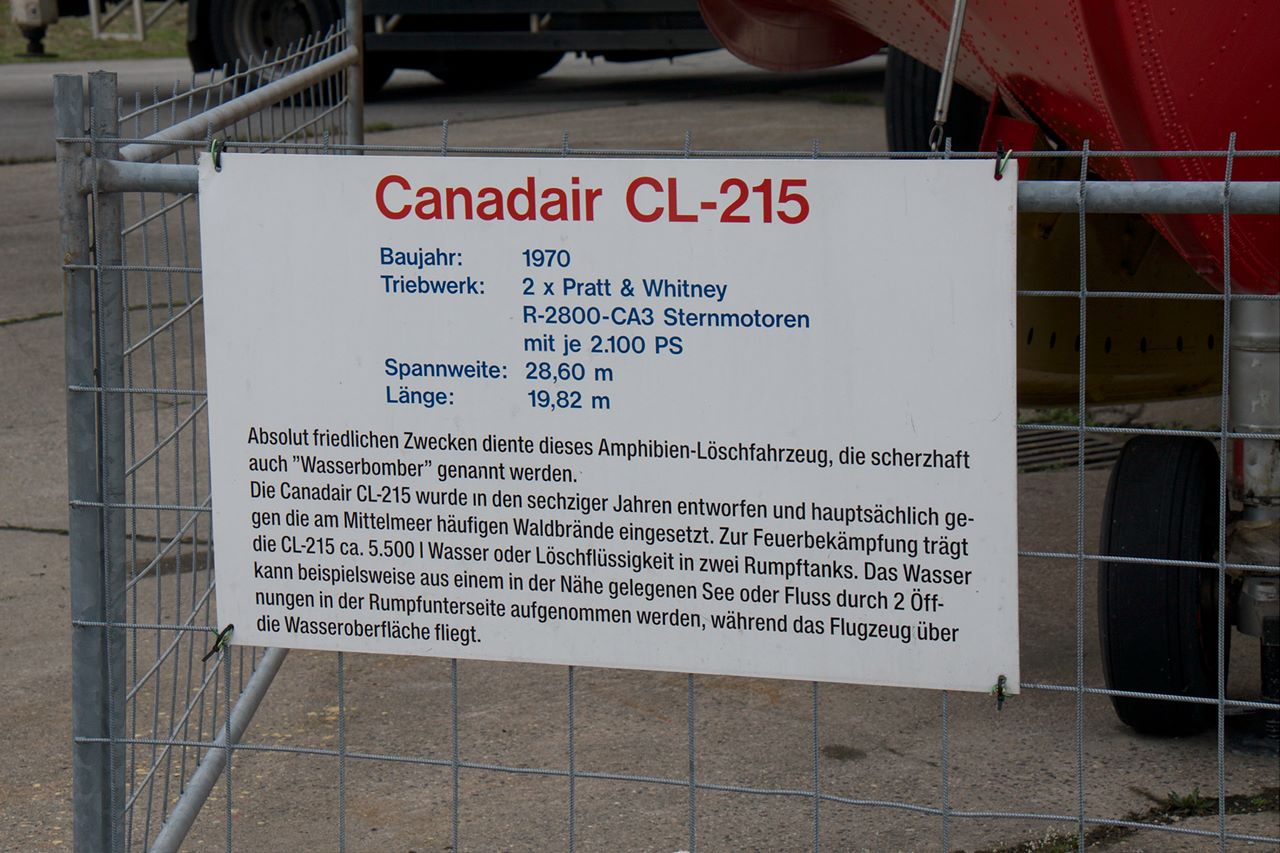 Canadair CL-215
Baujahr: 1970
Triebwerk: 2 x Pratt & Whitney
R-2800-CA3 Sternmotoren
mit je 2.100 PS
Spannweite: 28,60 m
Länge: 19,82 m
Absolut friedlichen Zwecken diente dieses Amphibien-Löschfahrzeug, die scherzhaft
auch ”Wasserbomber” genannt werden.
Die Canadair CL-215 wurde in den sechziger Jahren entworfen und hauptsächlich ge-
gen die am Mittelmeer häufigen Waldbrände eingesetzt. Zur Feuerbekämpfung trägt
die CL-215 ca. 5.500 l Wasser oder Löschflüssigkeit in zwei Rumpftanks. Das Wasser
kann beispielsweise aus einem in der Nähe gelegenen See oder Fluss durch 2 Öff-
nungen in der Rumpfunterseite aufgenommen werden, während das Flugzeug über
die Wasseroberfläche fliegt.